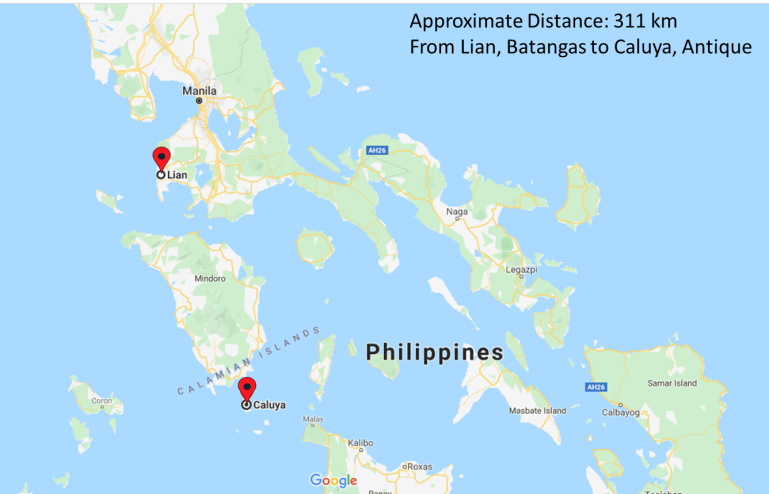 Approximate Distance: 311 km
From Lian, Batangas to Caluya, Antique
Manila
AH26
Lian
Naga
Legazpi
Mindoro
CALAMIAN ISLANDS
Philippines
Samar Island
AH26
Coron
Caluya
Masbate Island
Calbayog
Malay
Kalibo
Roxas
Google